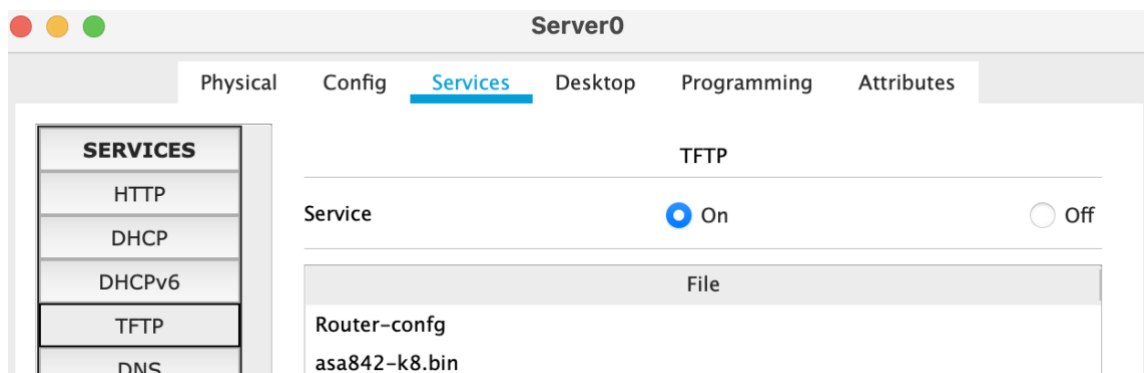 Server0
Physical Config Services Desktop Programming Attributes
SERVICES
HTTP
DHCP
DHCPv6
TFTP
DNS
TFTP
Service On Off
File
Router-confg
asa842-k8.bin